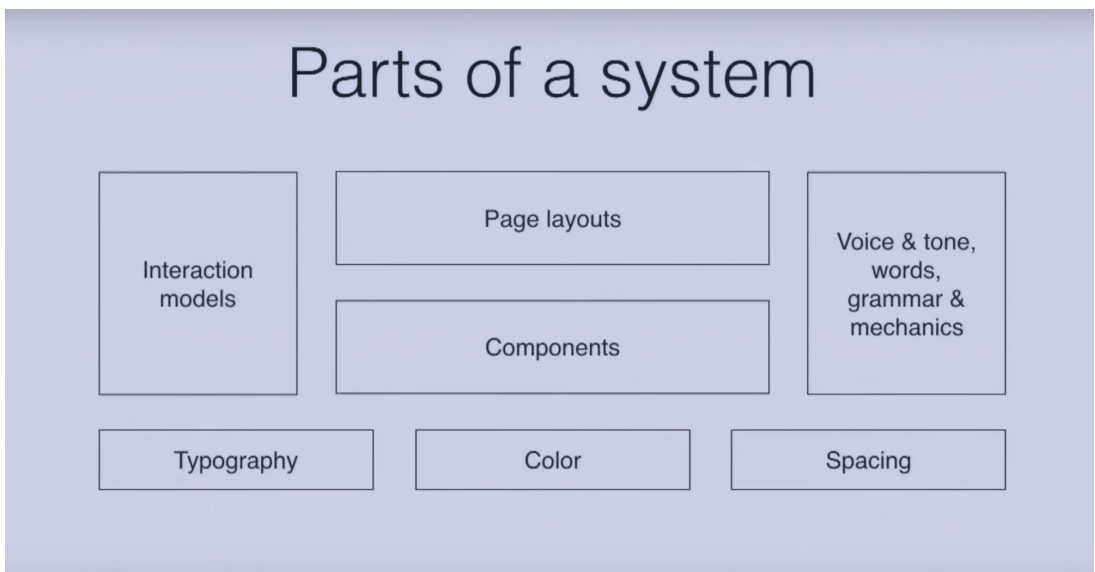 Parts of a system
Interaction
models
Page layouts
Components
Voice & tone,
words,
grammar &
mechanics
Typography
Color
Spacing